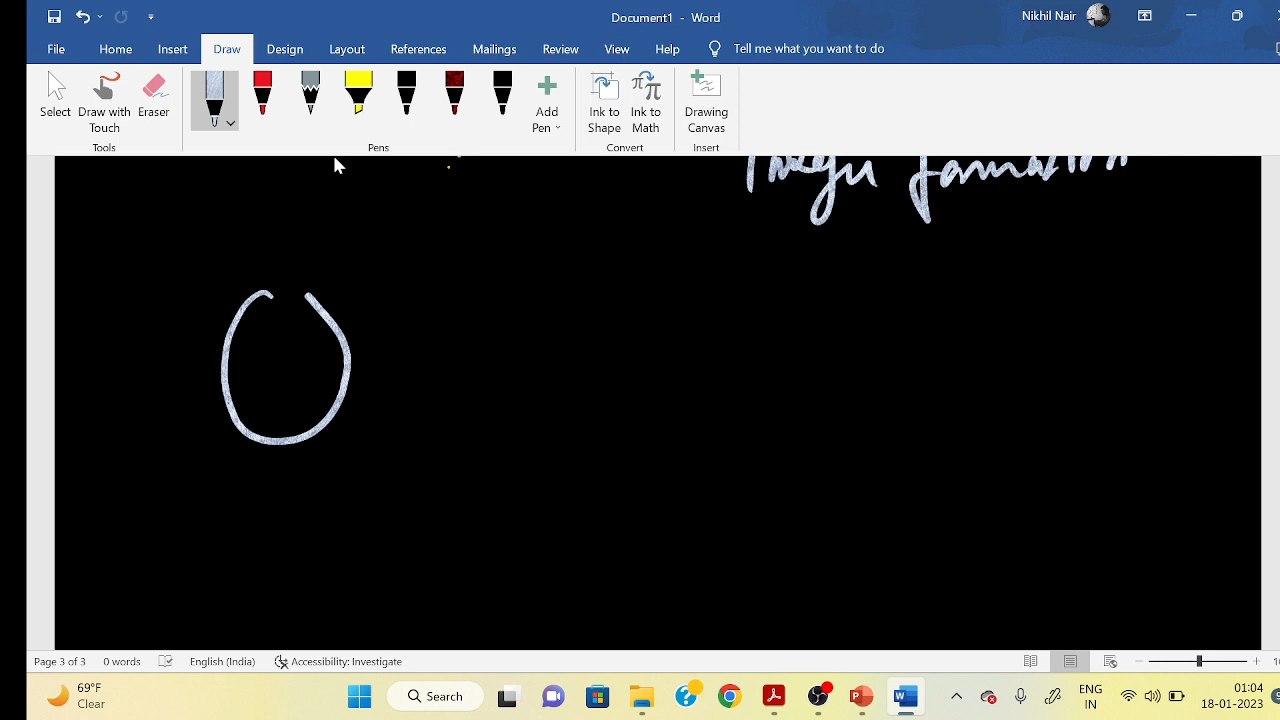 Document1 - Word
Nikhil Nair
File Home Insert Draw Design Layout References Mailings Review View Help Tell me what you want to do
Select
Draw with Touch
Eraser
Add Pen
Ink to Shape
Ink to Math
Drawing Canvas
Tools Pens Convert Insert
Page 3 of 3 0 words English (India) Accessibility: Investigate
69°F
Clear
Search
ENG
IN
01:04
18-01-2023